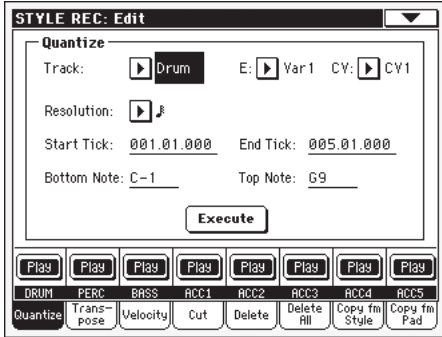 STYLE REC: Edit
Quantize
Track: Drum E: Var1 CV: CV1
Resolution:
Start Tick: 001.01.000 End Tick: 005.01.000
Bottom Note: C-1 Top Note: G9
Execute
Play Play Play Play Play Play Play Play
DRUM PERC BASS ACC1 ACC2 ACC3 ACC4 ACC5
Quantize Trans-pose Velocity Cut Delete Delete All Copy fm Style Copy fm Pad